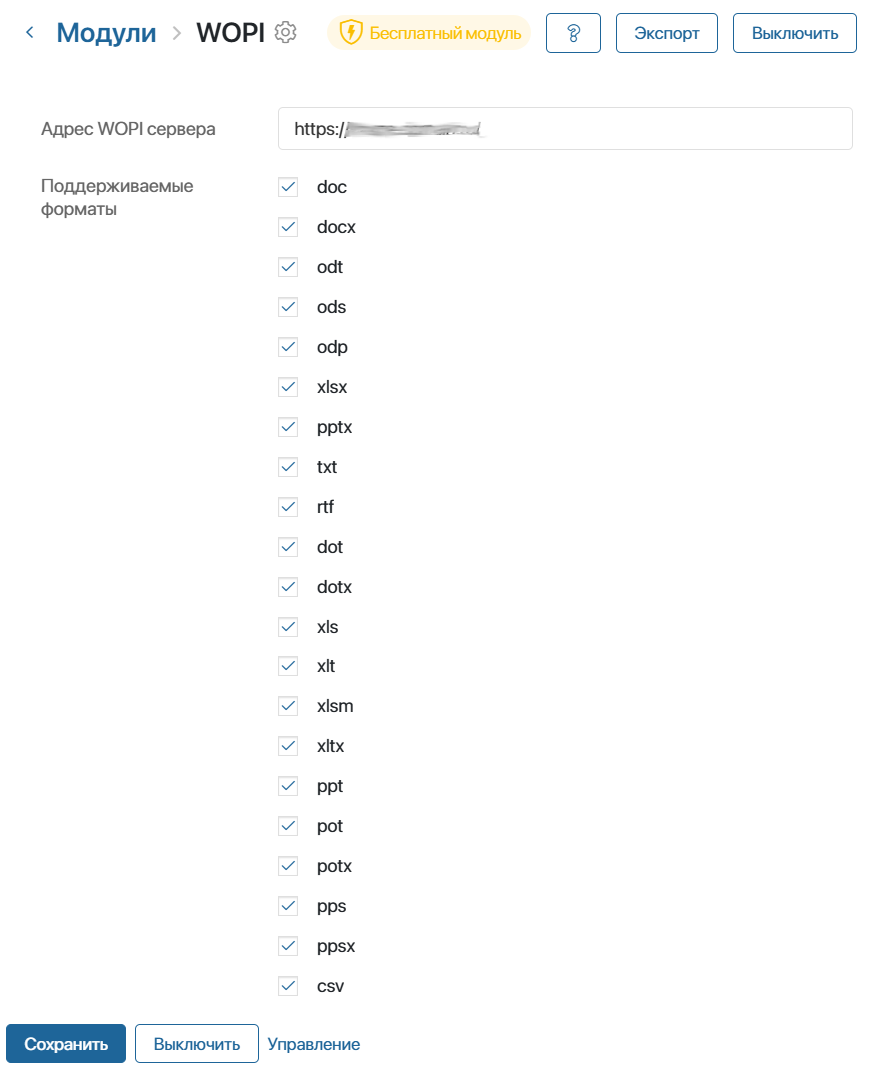 Модули > WOPI
Бесплатный модуль
?
Экспорт
Выключить
Адрес WOPI сервера
https://
Поддерживаемые
форматы
doc
docx
odt
ods
odp
xlsx
pptx
txt
rtf
dot
dotx
xls
xlt
xlsm
xltx
ppt
pot
potx
pps
ppsx
csv
Сохранить
Выключить
Управление